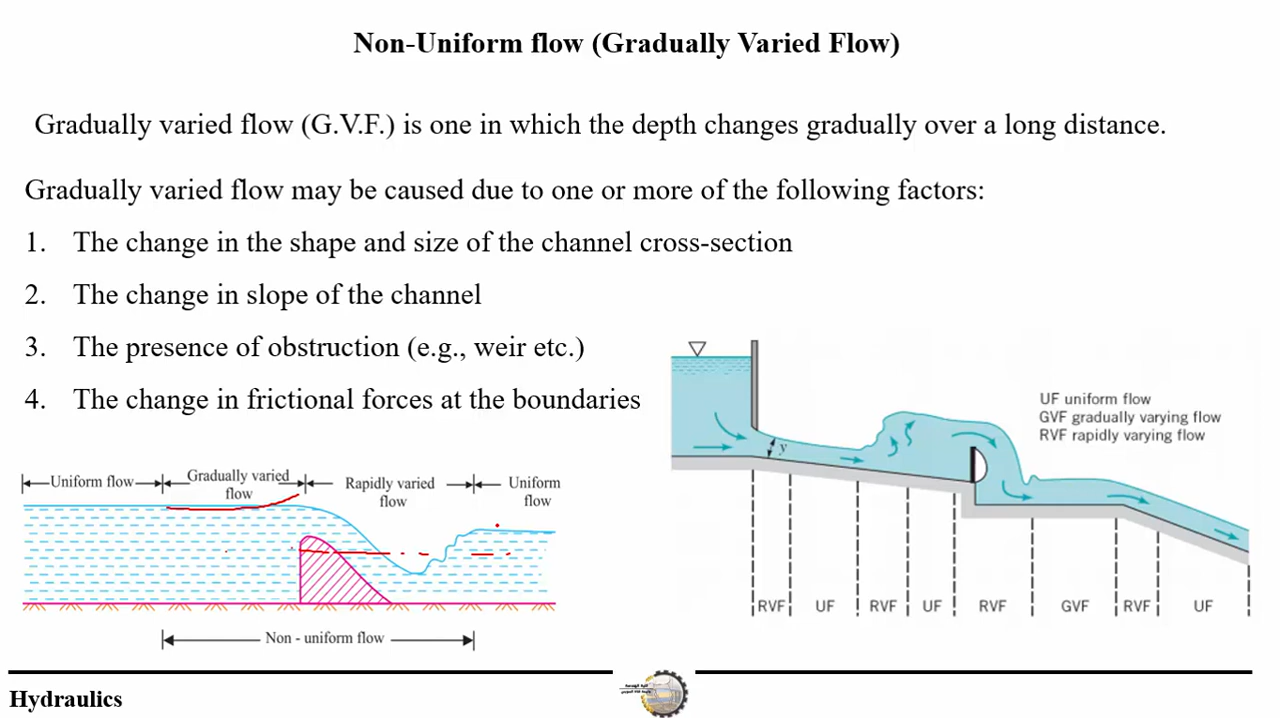 Non-Uniform flow (Gradually Varied Flow)
Gradually varied flow (G.V.F.) is one in which the depth changes gradually over a long distance.
Gradually varied flow may be caused due to one or more of the following factors:
1. The change in the shape and size of the channel cross-section
2. The change in slope of the channel
3. The presence of obstruction (e.g., weir etc.)
4. The change in frictional forces at the boundaries
Uniform flow
Gradually varied
flow
Rapidly varied
flow
Uniform
flow
Non - uniform flow
y
UF uniform flow
GVF gradually varying flow
RVF rapidly varying flow
RVF UF RVF UF RVF GVF RVF UF
Hydraulics